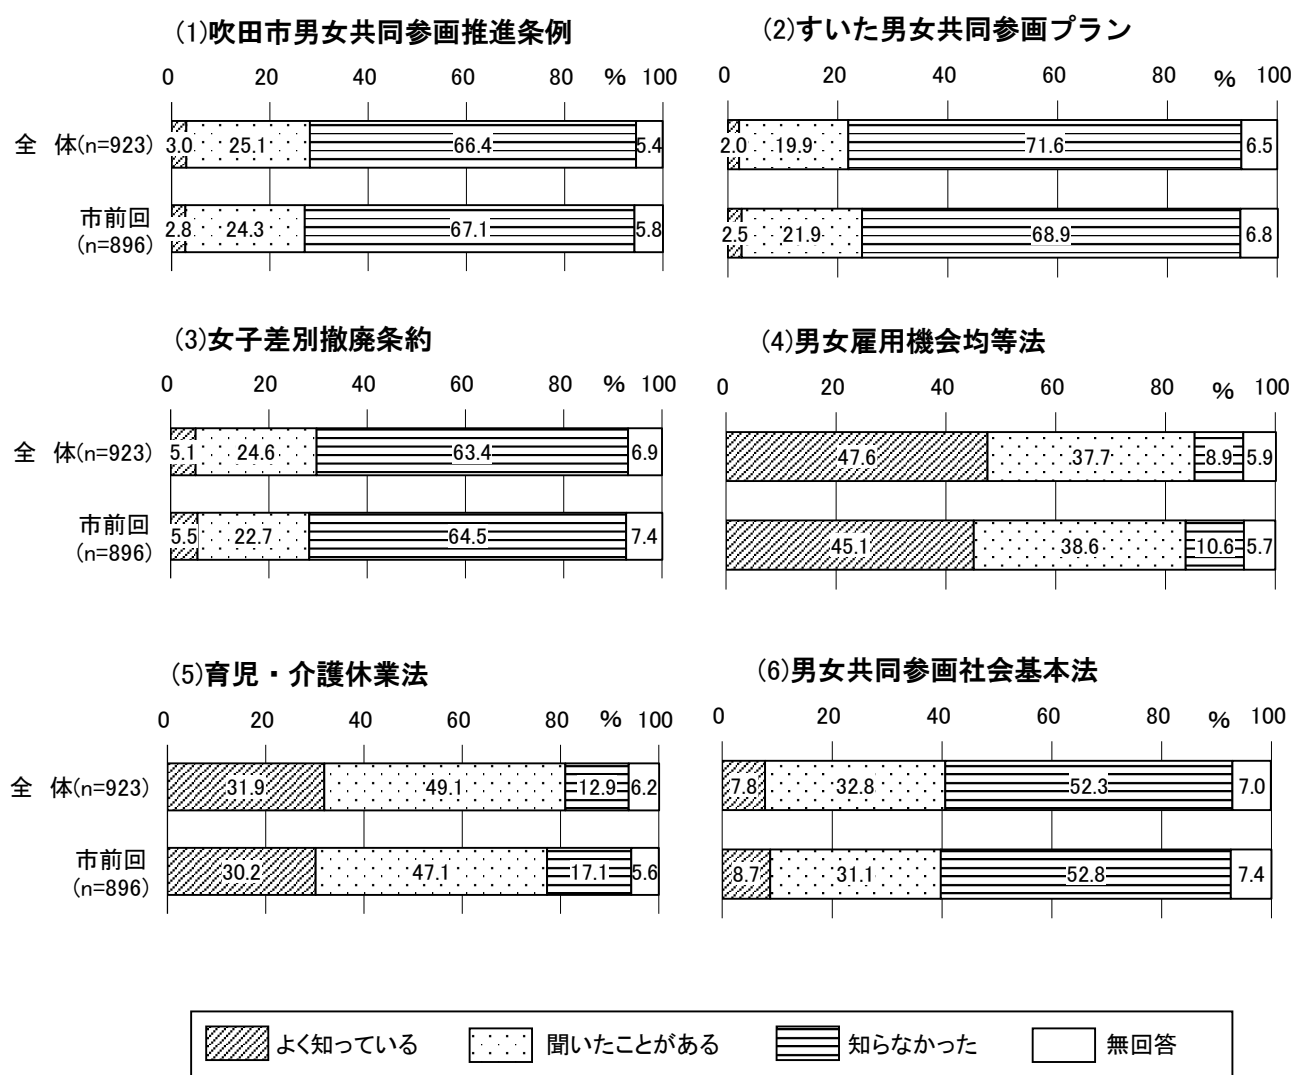 (1)吹田市男女共同参画推進条例
0 20 40 60 % 100
全 体(n=923) 3.0 25.1 66.4 5.4
市前回
(n=896)
2.8 24.3 67.1 5.8
(2)すいた男女共同参画プラン
0 20 40 60 80 % 100
2.0 19.9 71.6 6.5
2.5 21.9 68.9 6.8
(3)女子差別撤廃条約
0 20 40 60 80 % 100
全 体(n=923) 5.1 24.6 63.4 6.9
市前回
(n=896)
5.5 22.7 64.5 7.4
(4)男女雇用機会均等法
0 20 40 60 80 % 100
47.6 37.7 8.9 5.9
45.1 38.6 10.6 5.7
(5)育児・介護休業法
0 20 40 60 80 % 100
全 体(n=923) 31.9 49.1 12.9 6.2
市前回
(n=896)
30.2 47.1 17.1 5.6
(6)男女共同参画社会基本法
0 20 40 60 80 % 100
7.8 32.8 52.3 7.0
8.7 31.1 52.8 7.4
よく知っている 聞いたことがある 知らなかった 無回答